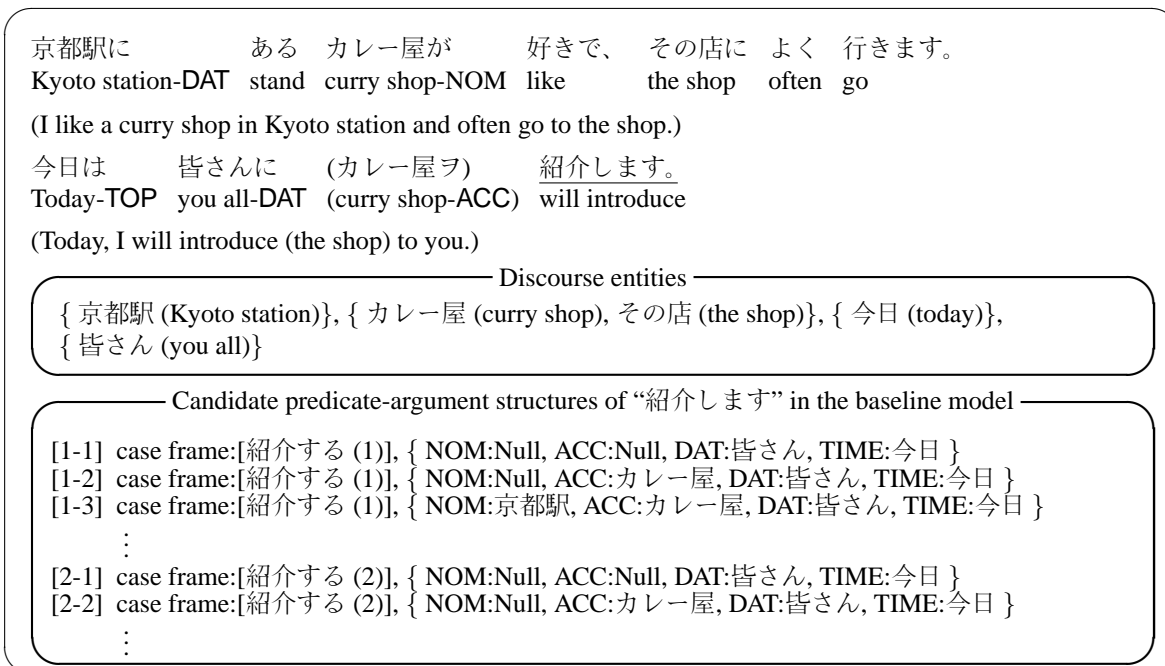 京都駅に ある カレー屋が 好きで、 その店に よく 行きます。
Kyoto station-DAT stand curry shop-NOM like the shop often go
(I like a curry shop in Kyoto station and often go to the shop.)
今日は 皆さんに (カレー屋ヲ) 紹介します。
Today-TOP you all-DAT (curry shop-ACC) will introduce
(Today, I will introduce (the shop) to you.)
Discourse entities
{ 京都駅 (Kyoto station)}, { カレー屋 (curry shop), その店 (the shop)}, { 今日 (today)},
{ 皆さん (you all)}
Candidate predicate-argument structures of “紹介します” in the baseline model
[1-1] case frame:[紹介する (1)], { NOM:Null, ACC:Null, DAT:皆さん, TIME:今日 }
[1-2] case frame:[紹介する (1)], { NOM:Null, ACC:カレー屋, DAT:皆さん, TIME:今日 }
[1-3] case frame:[紹介する (1)], { NOM:京都駅, ACC:カレー屋, DAT:皆さん, TIME:今日 }
⋮
[2-1] case frame:[紹介する (2)], { NOM:Null, ACC:Null, DAT:皆さん, TIME:今日 }
[2-2] case frame:[紹介する (2)], { NOM:Null, ACC:カレー屋, DAT:皆さん, TIME:今日 }
⋮